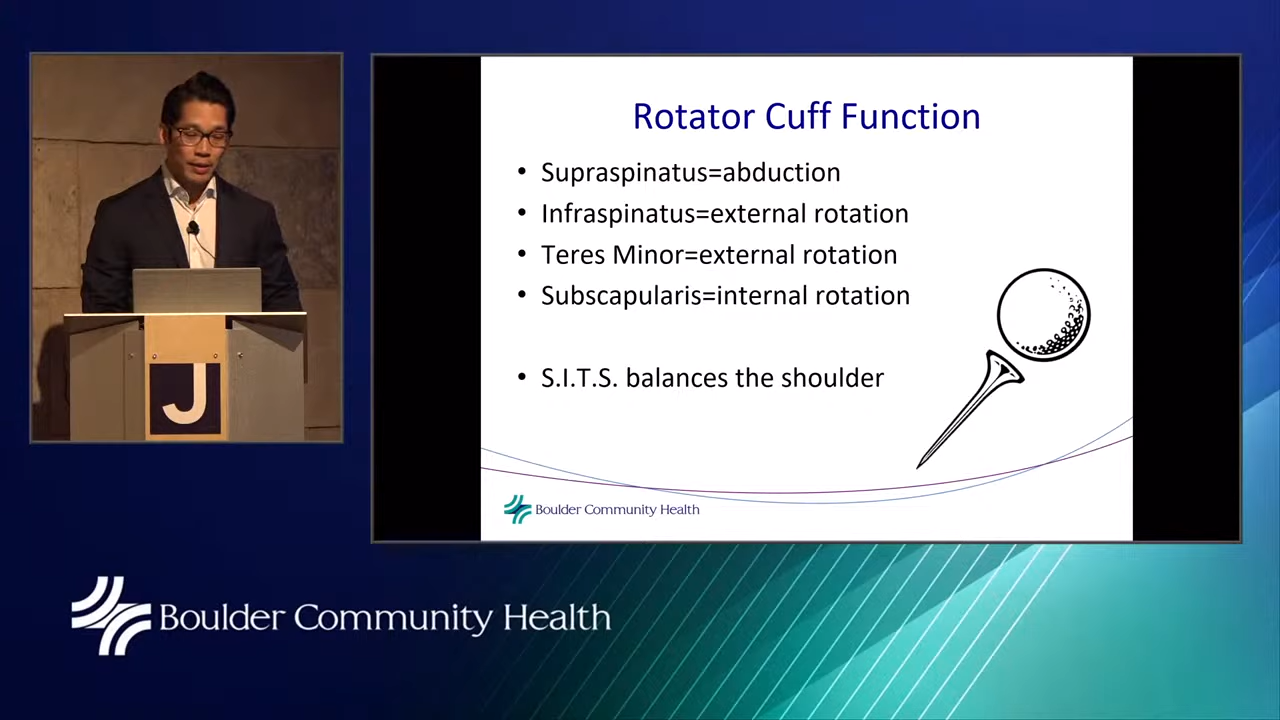 Rotator Cuff Function
• Supraspinatus=abduction
• Infraspinatus=external rotation
• Teres Minor=external rotation
• Subscapularis=internal rotation
• S.I.T.S. balances the shoulder
Boulder Community Health
J
Boulder Community Health